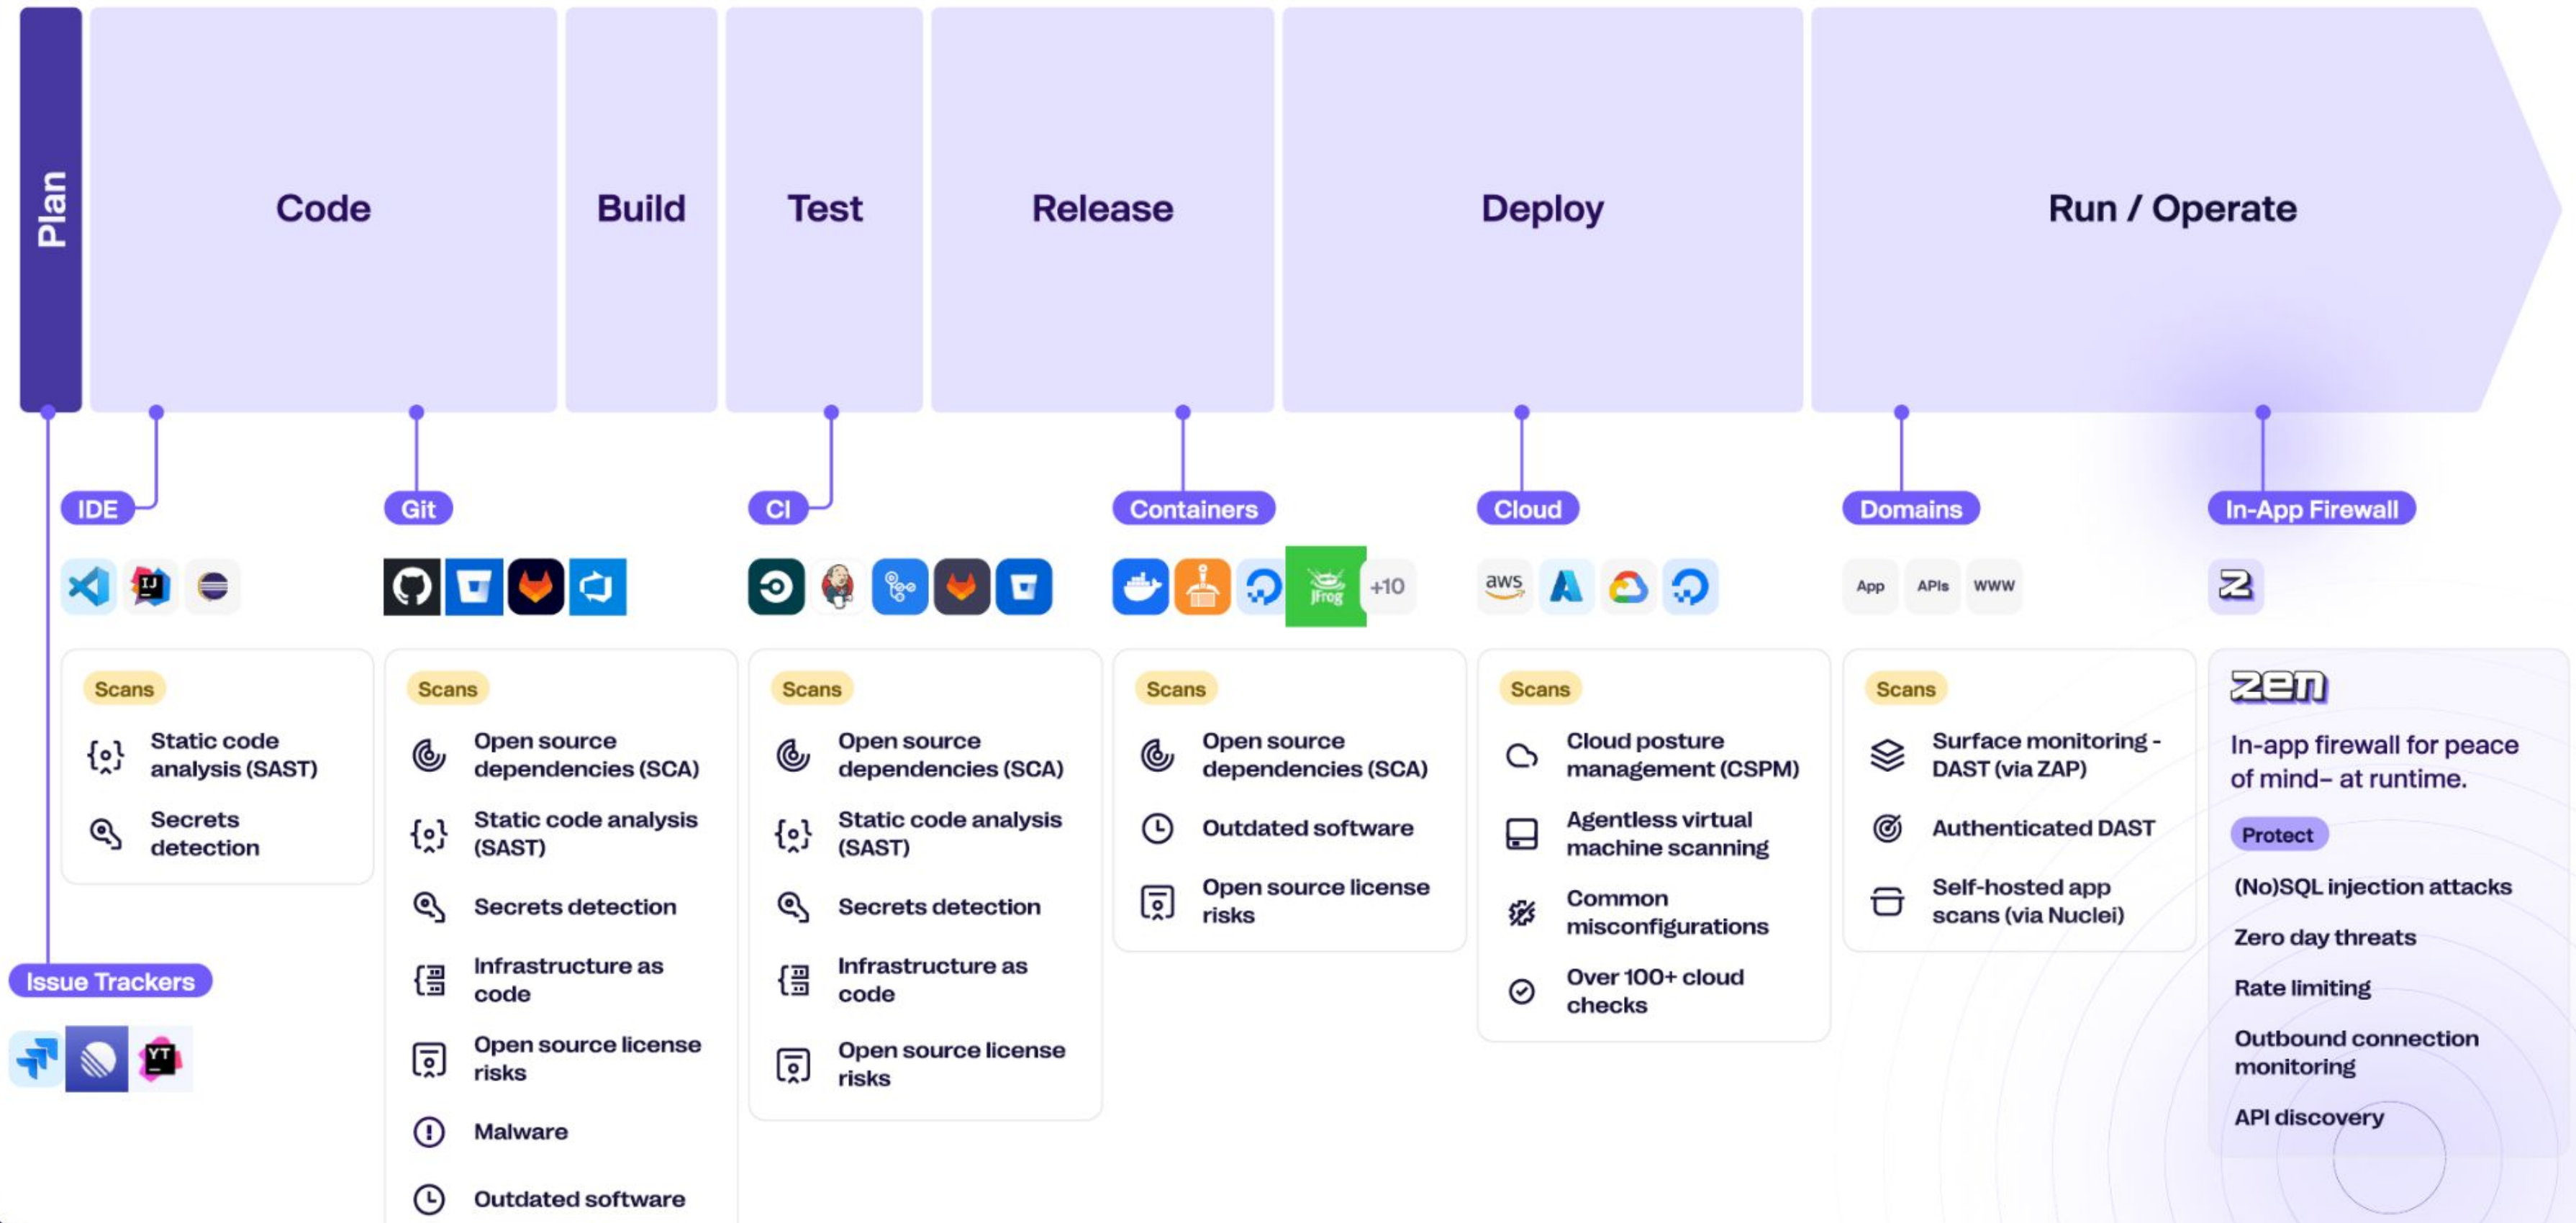 Plan
Code
Build
Test
Release
Deploy
Run / Operate
IDE
Git
CI
Containers
Cloud
Domains
In-App Firewall
IJ
JFrog
+10
aws
App
APIs
WWW
Scans
Static code
analysis (SAST)
Secrets
detection
Issue Trackers
YT
Scans
Open source
dependencies (SCA)
Static code analysis
(SAST)
Secrets detection
Infrastructure as
code
Open source license
risks
Malware
Outdated software
Scans
Open source
dependencies (SCA)
Static code analysis
(SAST)
Secrets detection
Infrastructure as
code
Open source license
risks
Scans
Open source
dependencies (SCA)
Outdated software
Open source license
risks
Scans
Cloud posture
management (CSPM)
Agentless virtual
machine scanning
Common
misconfigurations
Over 100+ cloud
checks
Scans
Surface monitoring -
DAST (via ZAP)
Authenticated DAST
Self-hosted app
scans (via Nuclei)
Z
zen
In-app firewall for peace
of mind– at runtime.
Protect
(No)SQL injection attacks
Zero day threats
Rate limiting
Outbound connection
monitoring
API discovery